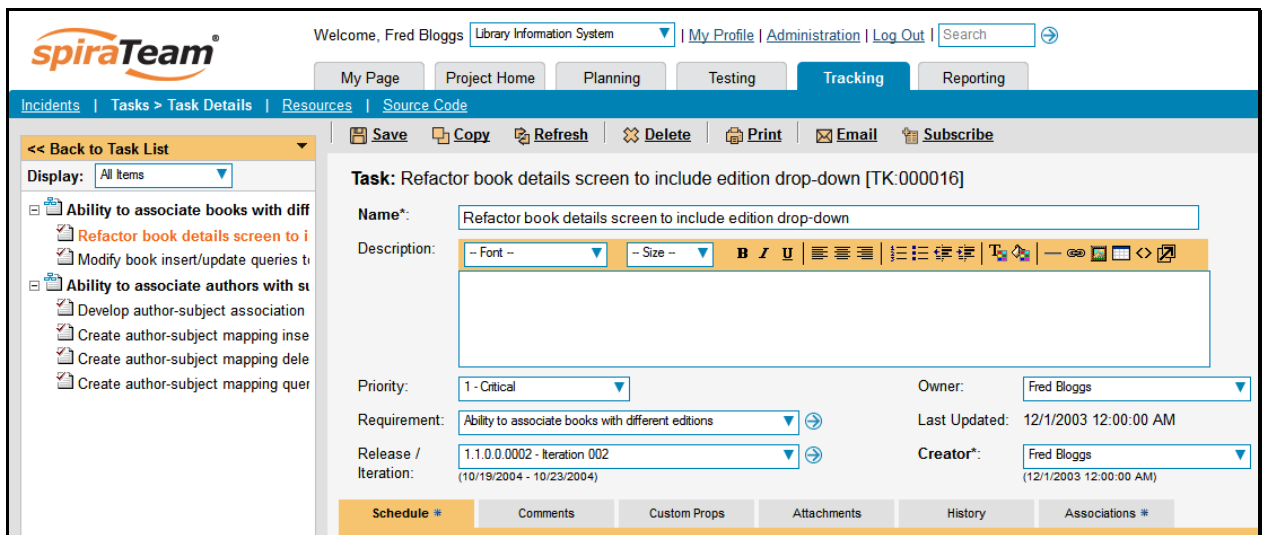 spiraTeam®
Welcome, Fred Bloggs Library Information System | My Profile | Administration | Log Out | Search
My Page Project Home Planning Testing Tracking Reporting
Incidents | Tasks > Task Details | Resources | Source Code
Save Copy Refresh Delete Print Email Subscribe
<< Back to Task List
Display: All Items
Ability to associate books with diff
Refactor book details screen to i
Modify book insert/update queries t
Ability to associate authors with su
Develop author-subject association
Create author-subject mapping inse
Create author-subject mapping dele
Create author-subject mapping quer
Task: Refactor book details screen to include edition drop-down [TK:000016]
Name*: Refactor book details screen to include edition drop-down
Description: -- Font -- -- Size -- B I U
Priority: 1 - Critical Owner: Fred Bloggs
Requirement: Ability to associate books with different editions Last Updated: 12/1/2003 12:00:00 AM
Release / 1.1.0.0.0002 - Iteration 002 Creator*: Fred Bloggs
Iteration: (10/19/2004 - 10/23/2004) (12/1/2003 12:00:00 AM)
Schedule * Comments Custom Props Attachments History Associations *